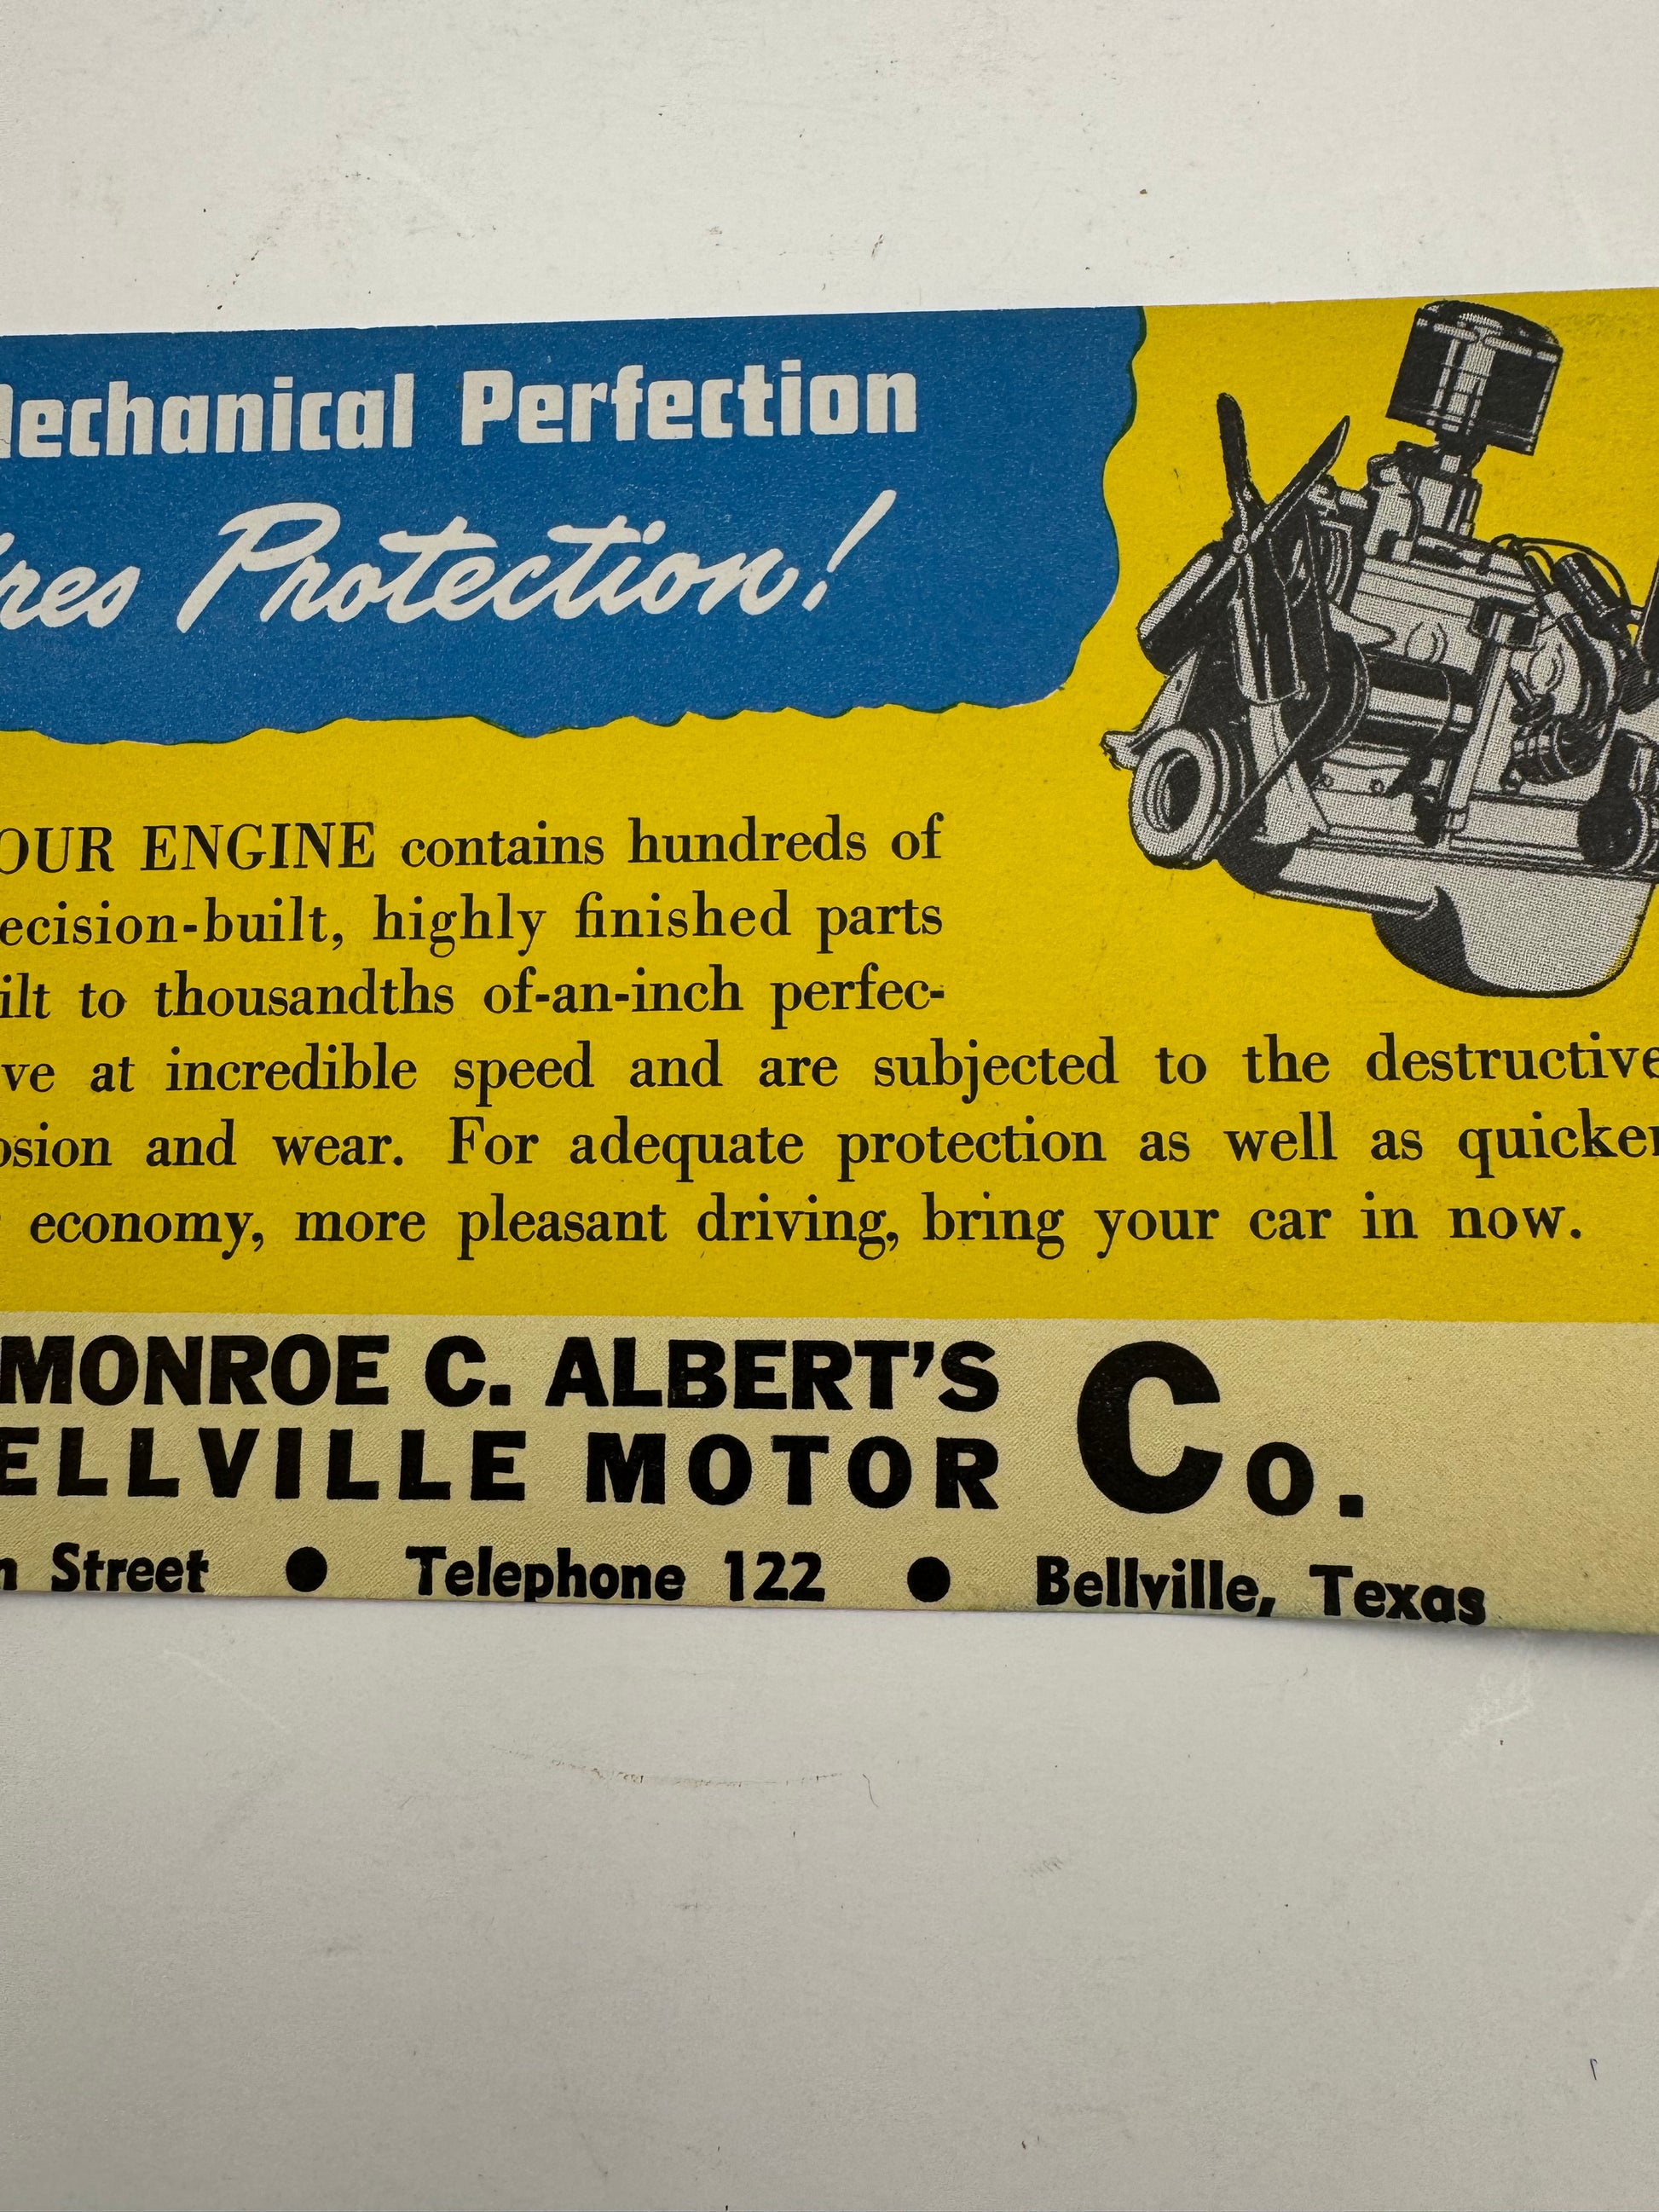 Mechanical Perfection
Protection!
OUR ENGINE contains hundreds of
ecision-built, highly finished parts
ilt to thousandths of-an-inch perfec-
ve at incredible speed and are subjected to the destructive
osion and wear. For adequate protection as well as quicker
economy, more pleasant driving, bring your car in now.
MONROE C. ALBERT'S
ELLVILLE MOTOR Co.
n Street ● Telephone 122 ● Bellville, Texas